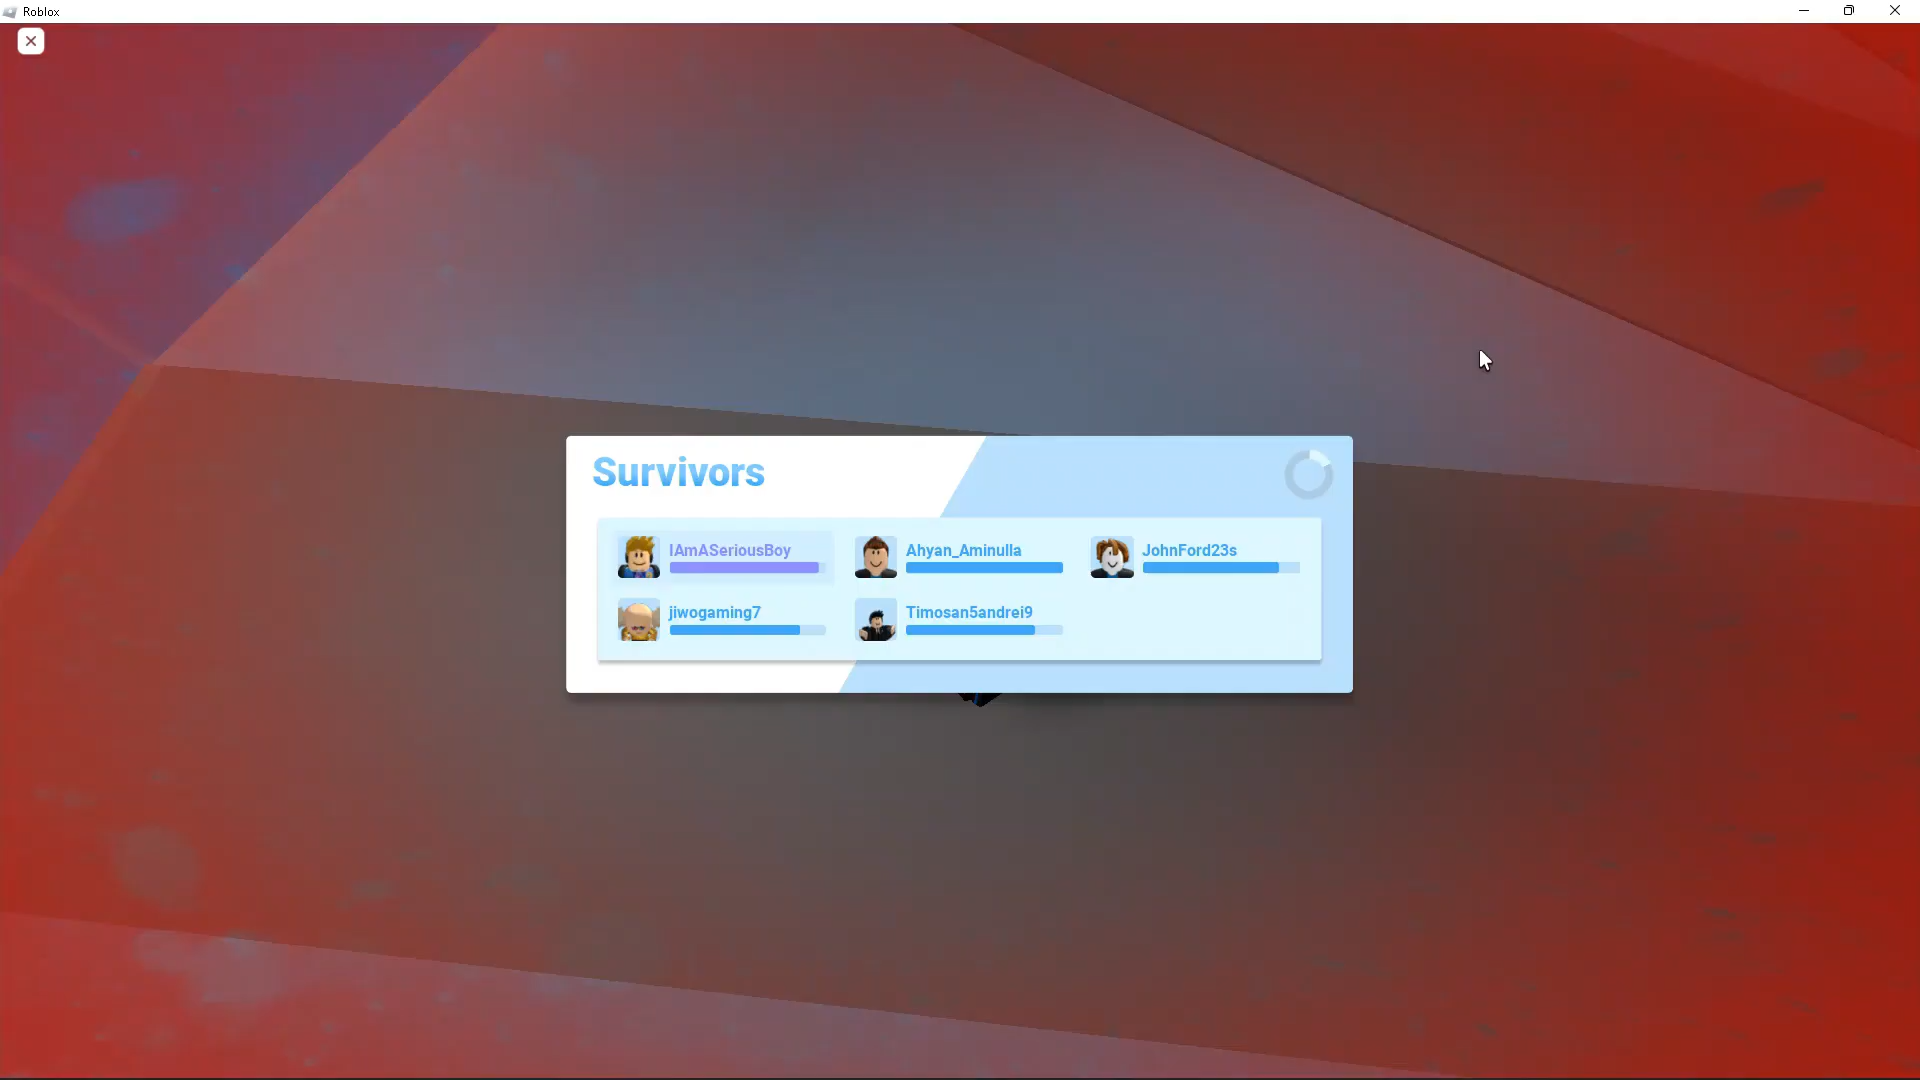 Roblox
Survivors
IAmASeriousBoy
Ahyan_Aminulla
JohnFord23s
jiwogaming7
Timosan5andrei9